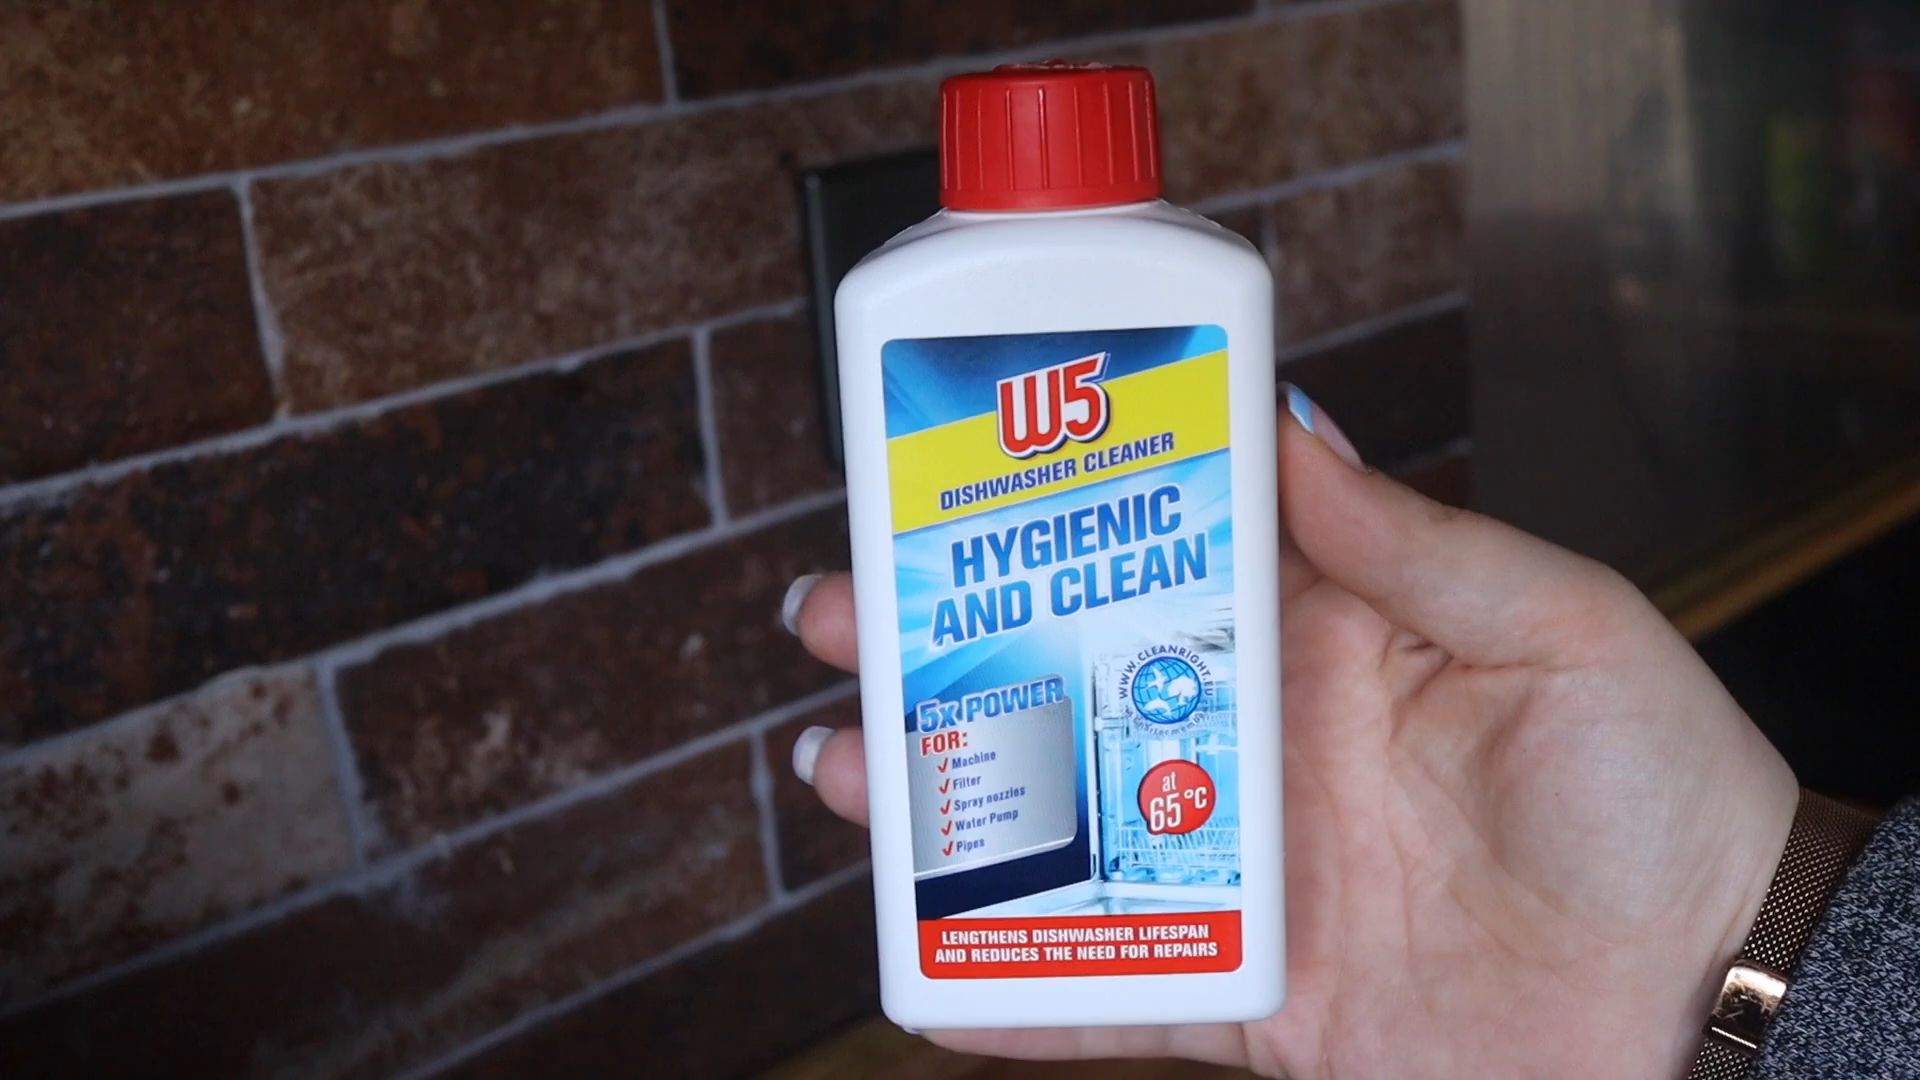 W5
DISHWASHER CLEANER
HYGIENIC
AND CLEAN
WWW.CLEANRIGHT.EU
5x POWER
FOR:
✓ Machine
✓ Filter
✓ Spray nozzles
✓ Water Pump
✓ Pipes
at
65°C
LENGTHENS DISHWASHER LIFESPAN
AND REDUCES THE NEED FOR REPAIRS